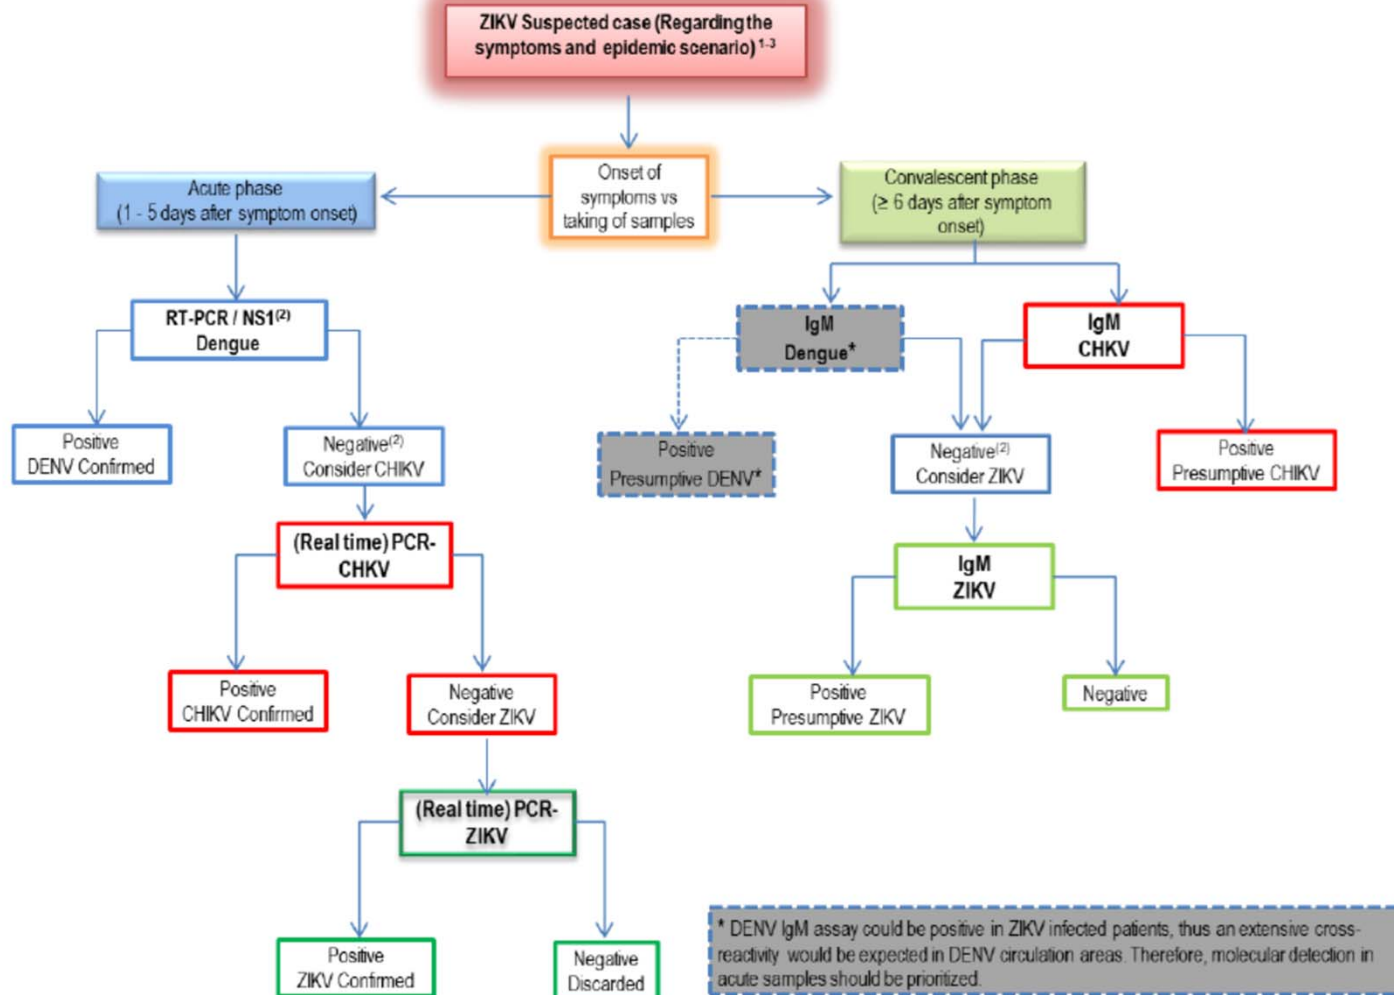 ZIKV Suspected case (Regarding the
symptoms and epidemic scenario) 1-3
Onset of
symptoms vs
taking of samples
Acute phase
(1 - 5 days after symptom onset)
Convalescent phase
(≥ 6 days after symptom
onset)
RT-PCR / NS1(2)
Dengue
Positive
DENV Confirmed
Negative(2)
Consider CHIKV
(Real time) PCR-
CHKV
Positive
CHIKV Confirmed
Negative
Consider ZIKV
(Real time) PCR-
ZIKV
Positive
ZIKV Confirmed
Negative
Discarded
IgM
Dengue*
IgM
CHKV
Positive
Presumptive DENV*
Negative(2)
Consider ZIKV
Positive
Presumptive CHIKV
IgM
ZIKV
Positive
Presumptive ZIKV
Negative
* DENV IgM assay could be positive in ZIKV infected patients, thus an extensive cross-
reactivity would be expected in DENV circulation areas. Therefore, molecular detection in
acute samples should be prioritized.